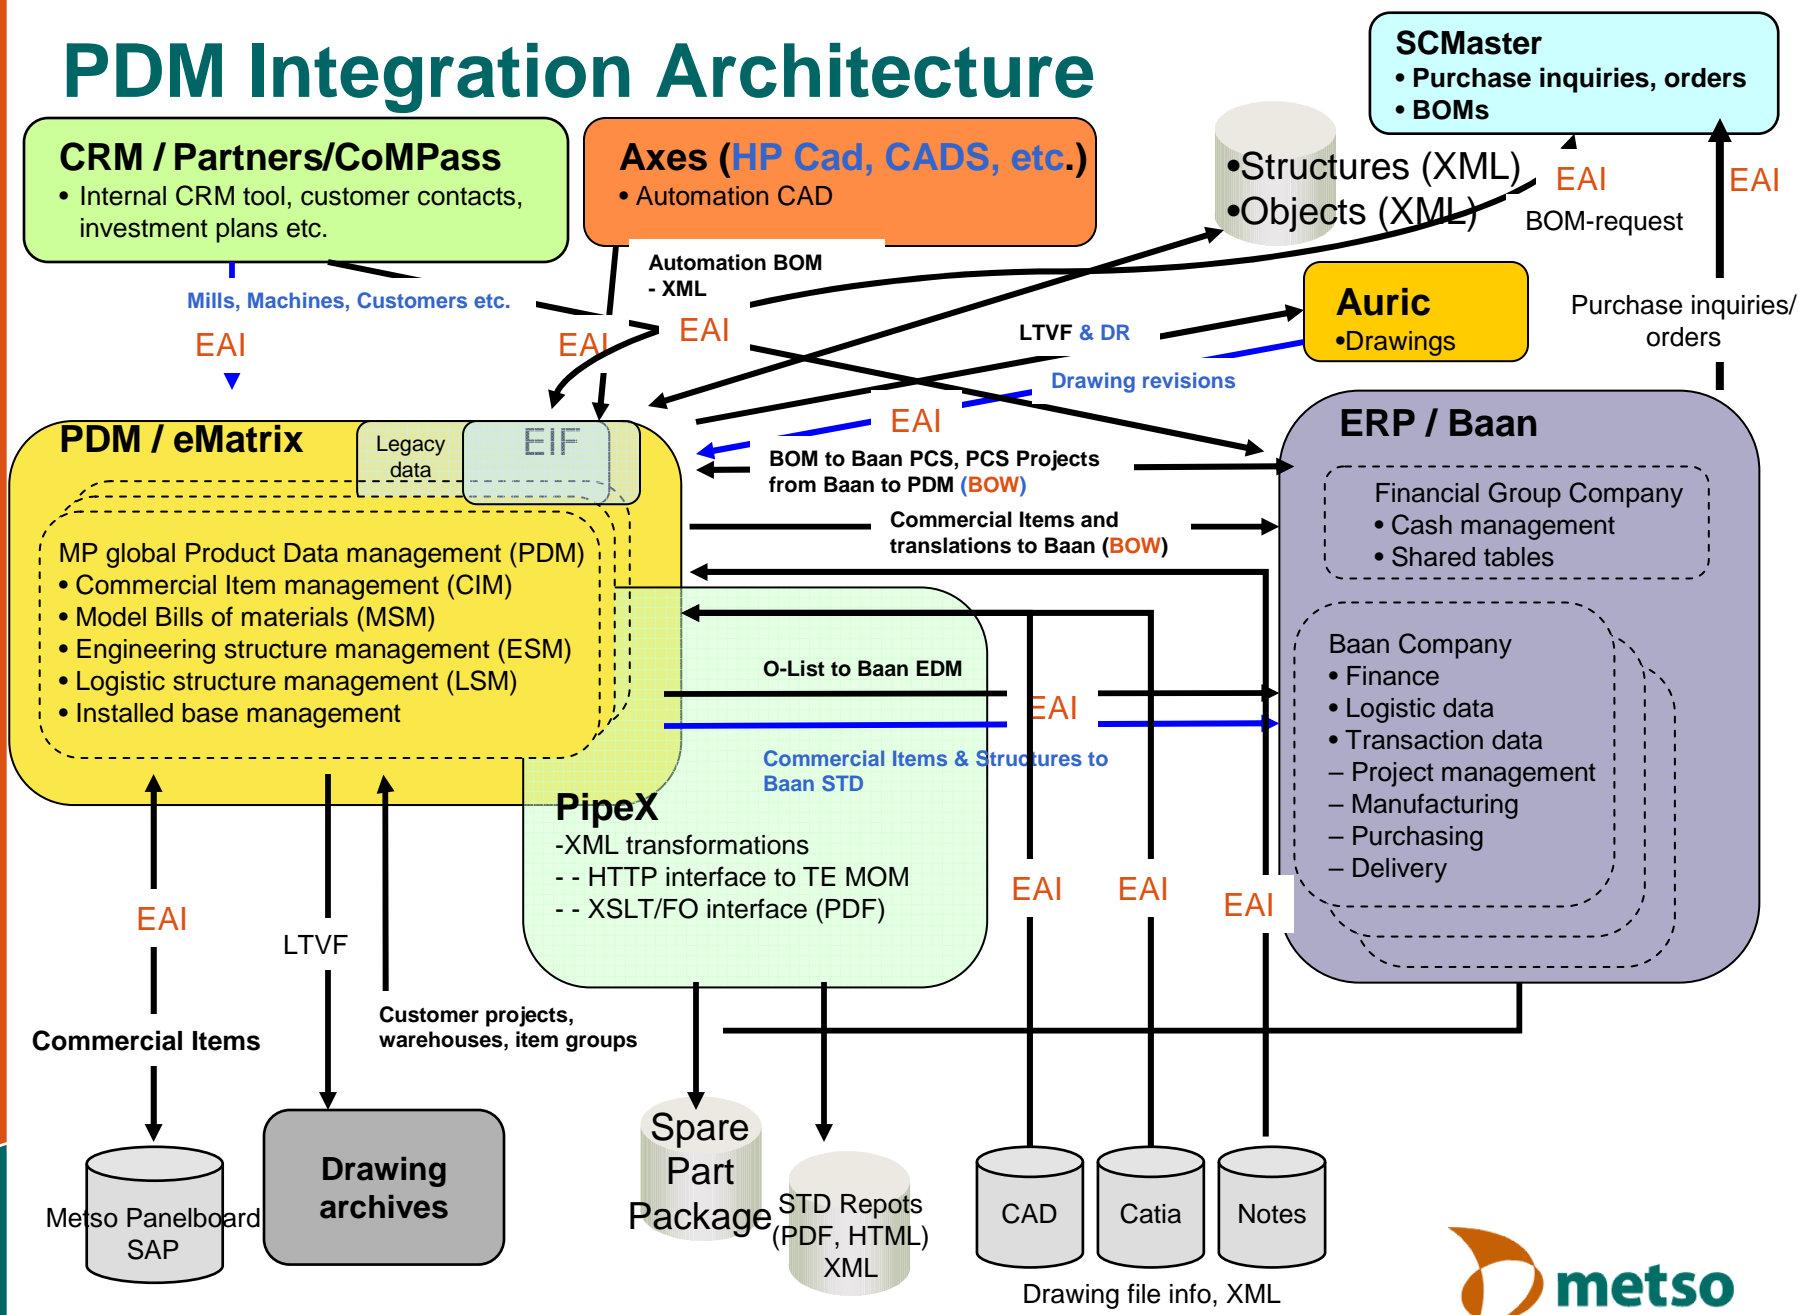 PDM Integration Architecture
SCMaster
• Purchase inquiries, orders
• BOMs
CRM / Partners/CoMPass
• Internal CRM tool, customer contacts,
investment plans etc.
Axes (HP Cad, CADS, etc.)
• Automation CAD
•Structures (XML)
•Objects (XML)
EAI
EAI
BOM-request
Automation BOM
- XML
Mills, Machines, Customers etc.
EAI
EAI
EAI
LTVF & DR
Auric
•Drawings
Purchase inquiries/
orders
Drawing revisions
EAI
PDM / eMatrix
Legacy
data
EIF
BOM to Baan PCS, PCS Projects
from Baan to PDM (BOW)
Commercial Items and
translations to Baan (BOW)
ERP / Baan
Financial Group Company
• Cash management
• Shared tables
MP global Product Data management (PDM)
• Commercial Item management (CIM)
• Model Bills of materials (MSM)
• Engineering structure management (ESM)
• Logistic structure management (LSM)
• Installed base management
O-List to Baan EDM
EAI
Commercial Items & Structures to
Baan STD
Baan Company
• Finance
• Logistic data
• Transaction data
– Project management
– Manufacturing
– Purchasing
– Delivery
PipeX
-XML transformations
- - HTTP interface to TE MOM
- - XSLT/FO interface (PDF)
EAI
EAI
EAI
EAI
LTVF
Commercial Items
Customer projects,
warehouses, item groups
Metso Panelboard
SAP
Drawing
archives
Spare
Part
Package
STD Repots
(PDF, HTML)
XML
CAD
Catia
Notes
Drawing file info, XML
metso